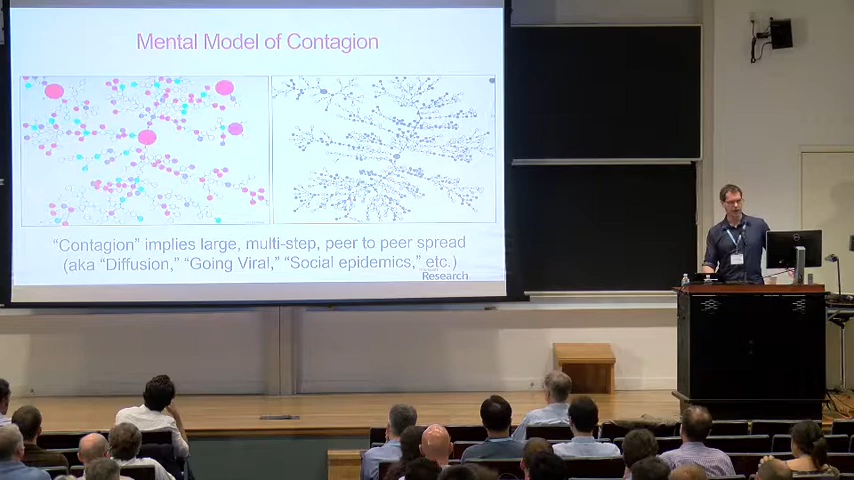 Mental Model of Contagion
"Contagion" implies large, multi-step, peer to peer spread
(aka "Diffusion," "Going Viral," "Social epidemics," etc.)
Research